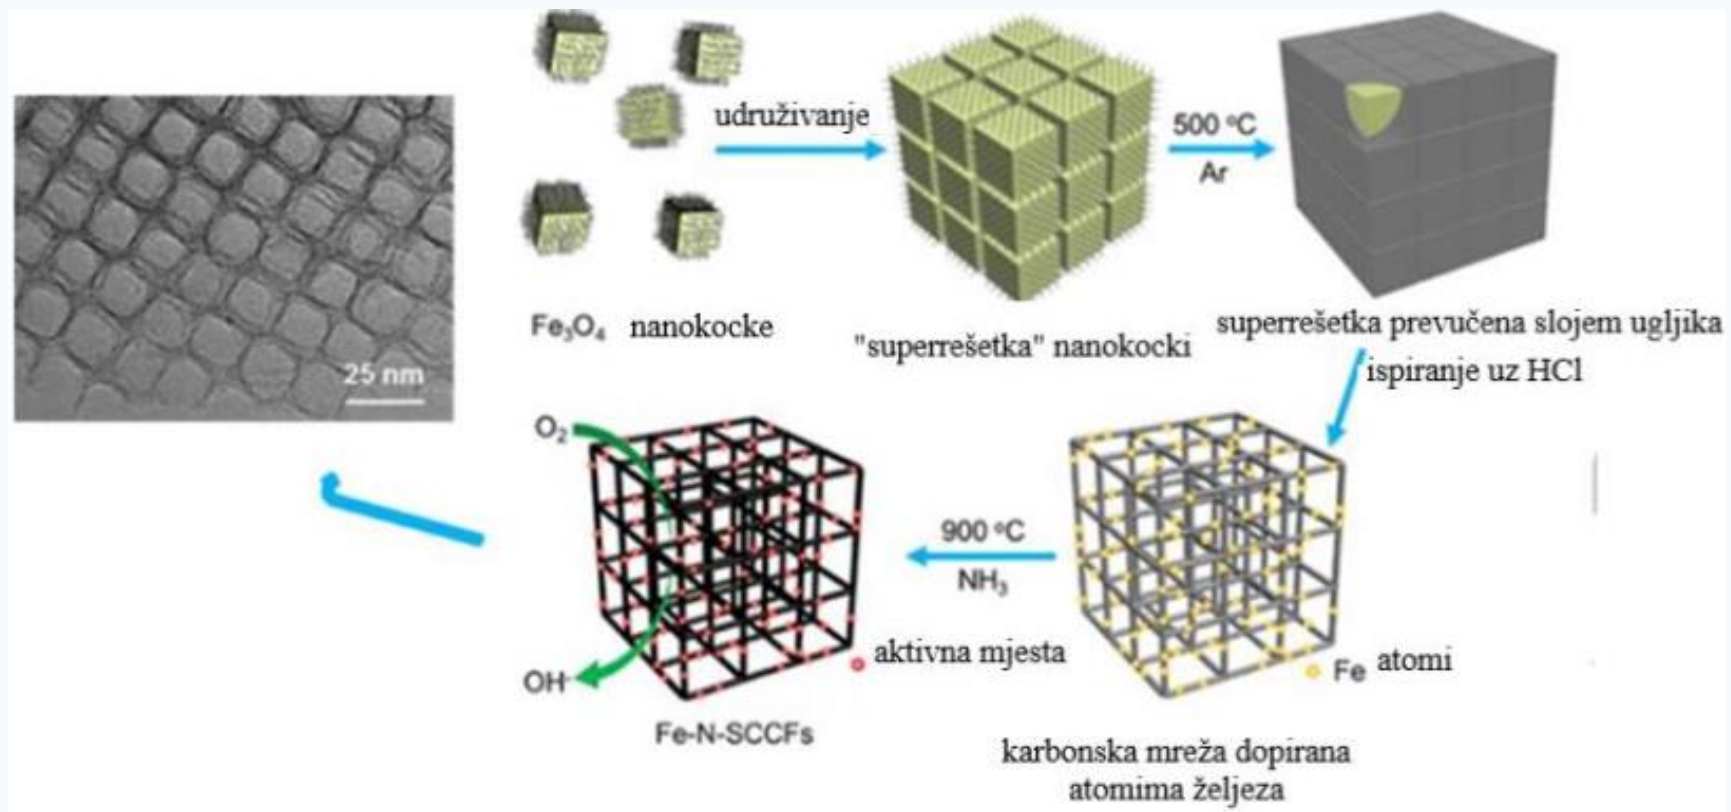 udruživanje
500 °C
Ar
Fe₃O₄ nanokocke
"superrešetka" nanokocki
superrešetka prevučena slojem ugljika
ispiranje uz HCl
25 nm
O₂
900 °C
NH₃
aktivna mjesta
Fe atomi
OH⁻
Fe-N-SCCFs
karbonska mreža dopirana
atomima željeza